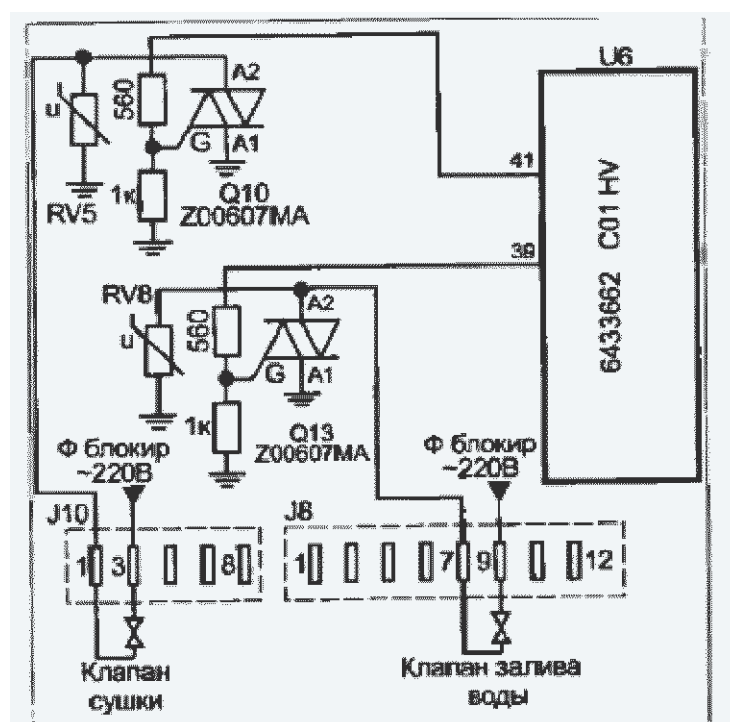 U6
A2
560
u
G A1
1к
Q10
Z00607MA
RV5
41
39
6433662 C01 HV
RV8
A2
560
u
G A1
1к
Q13
Z00607MA
Ф блокир
~220В
Ф блокир
~220В
J10
J8
1 3 8
1 7 9 12
Клапан
сушки
Клапан залива
воды